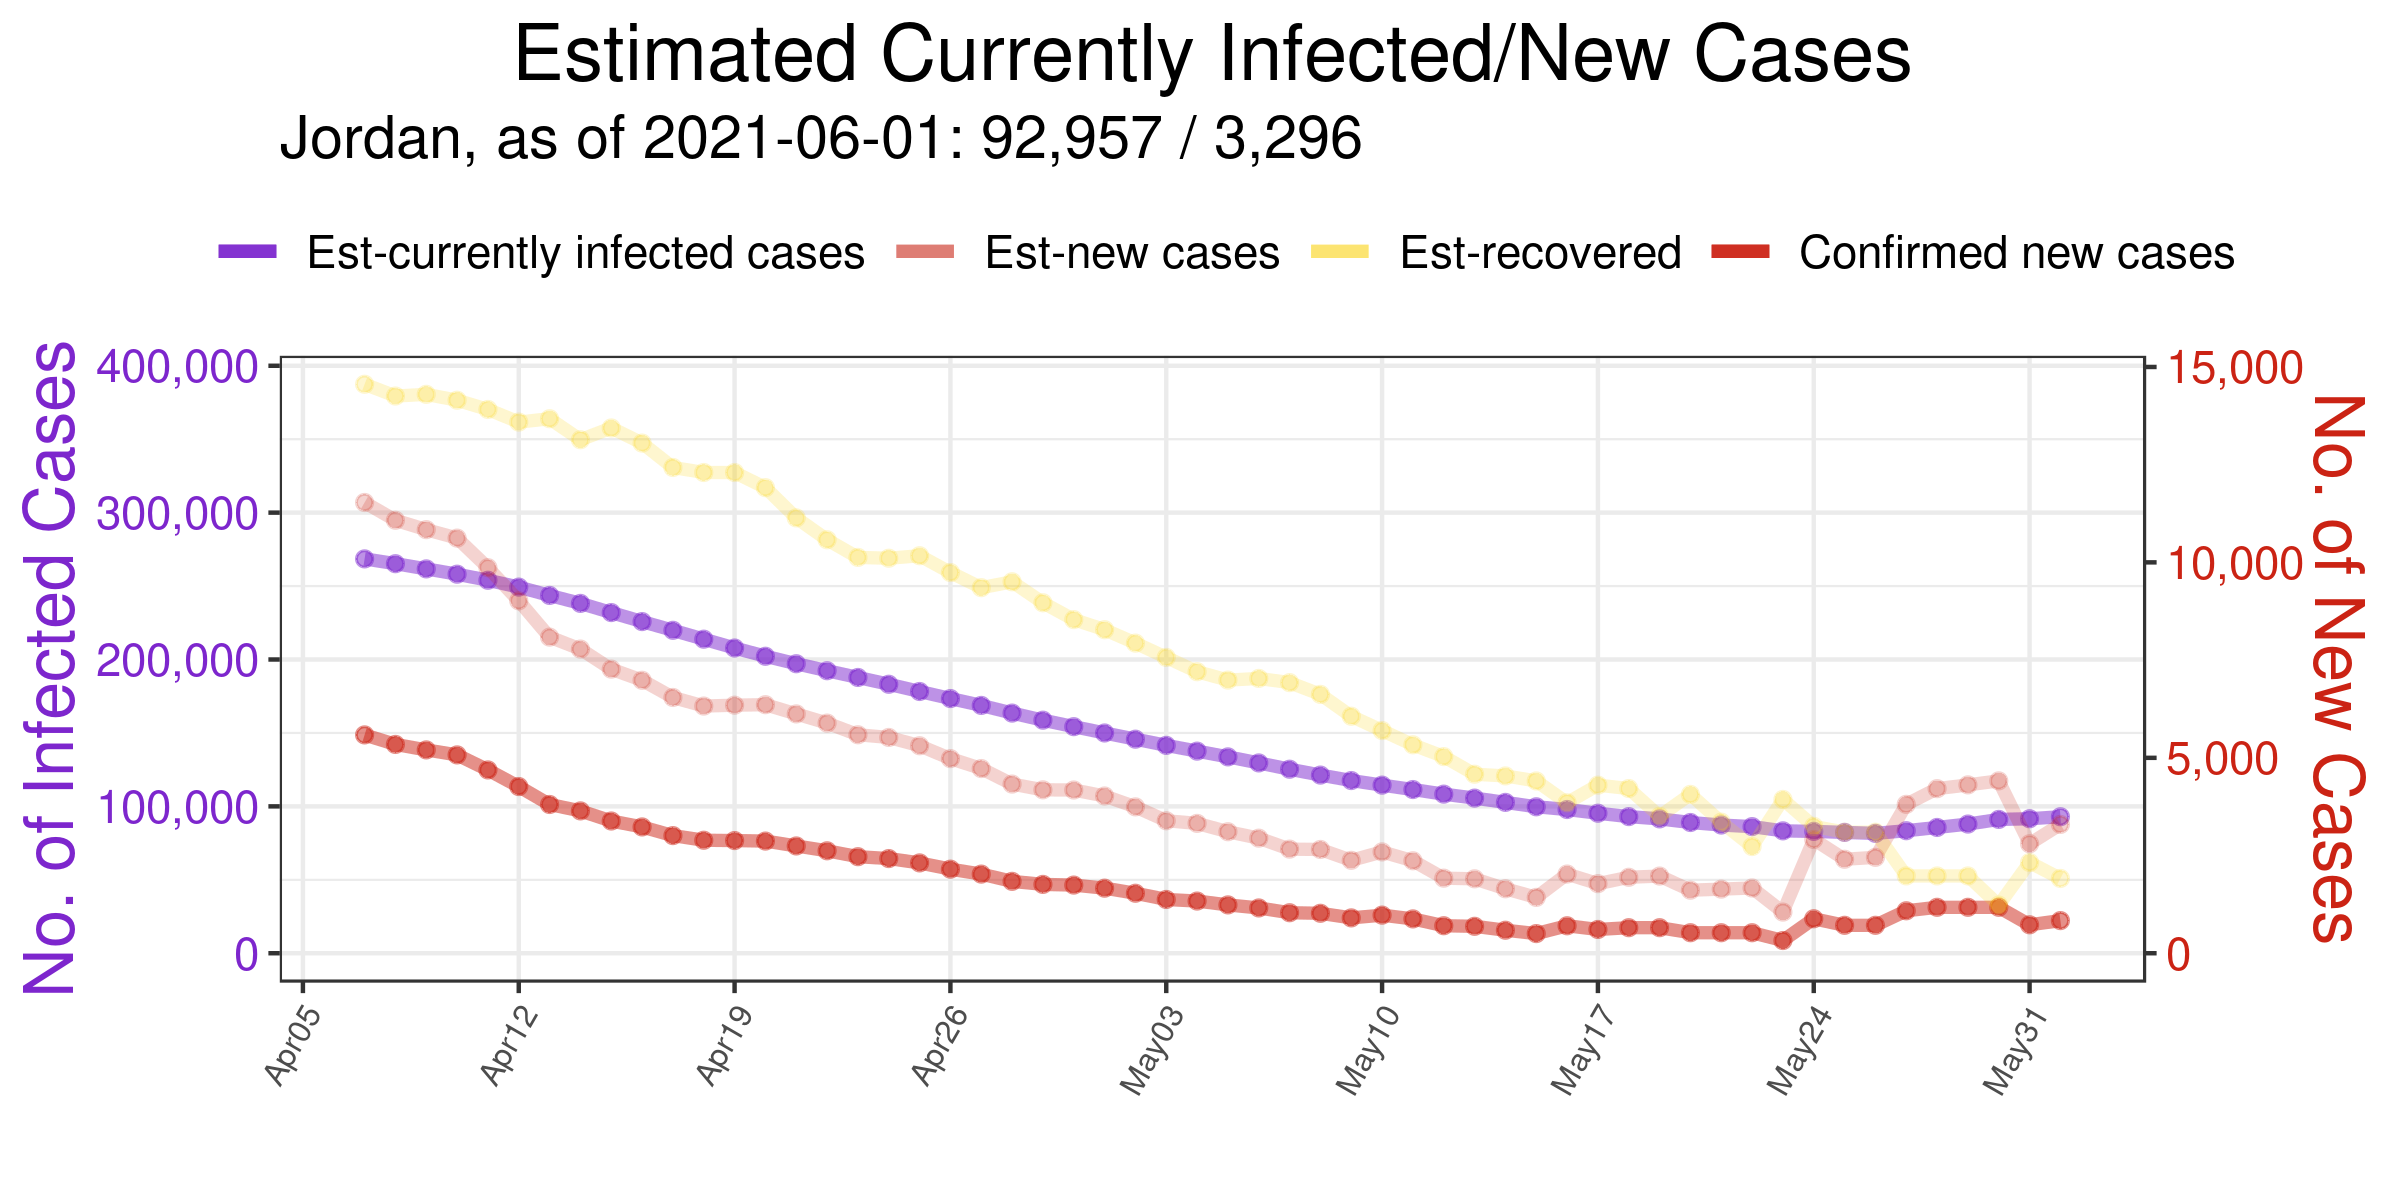 Estimated Currently Infected/New Cases
Jordan, as of 2021-06-01: 92,957 / 3,296
Est-currently infected cases
Est-new cases
Est-recovered
Confirmed new cases
No. of Infected Cases
400,000
300,000
200,000
100,000
0
15,000
10,000
5,000
0
No. of New Cases
Apr05
Apr12
Apr19
Apr26
May03
May10
May17
May24
May31